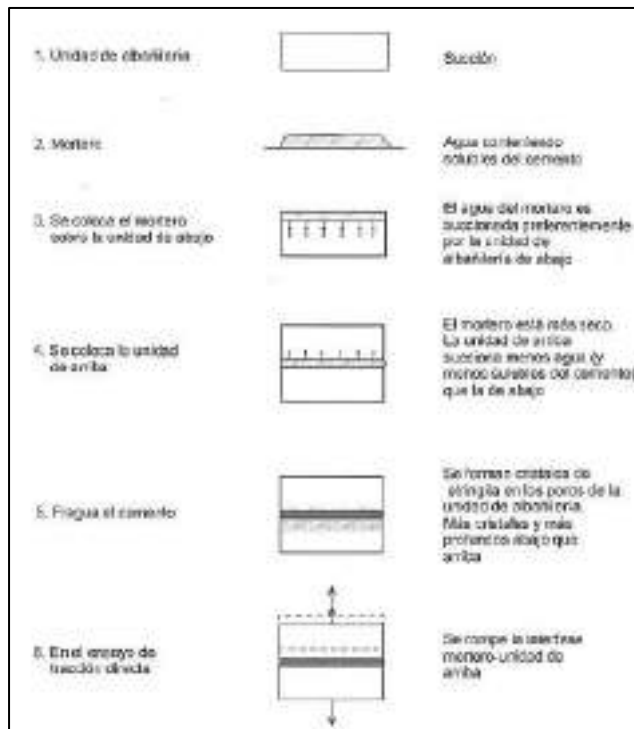 1. Unidad de albañilería
Succión
2. Mortero
Agua conteniendo
solubles del cemento
3. Se coloca el mortero
sobre la unidad de abajo
El agua del mortero es
succionada preferentemente
por la unidad de
albañilería de abajo
4. Se coloca la unidad
de arriba
El mortero está más seco.
La unidad de arriba
succiona menos agua (y
menos solubles del cemento)
que la de abajo
5. Fragua el cemento
Se forman cristales de
etringita en los poros de la
unidad de albañilería.
Más cristales y más
profundos abajo que
arriba
6. En el ensayo de
tracción directa
Se rompe la interfase
mortero-unidad de
arriba